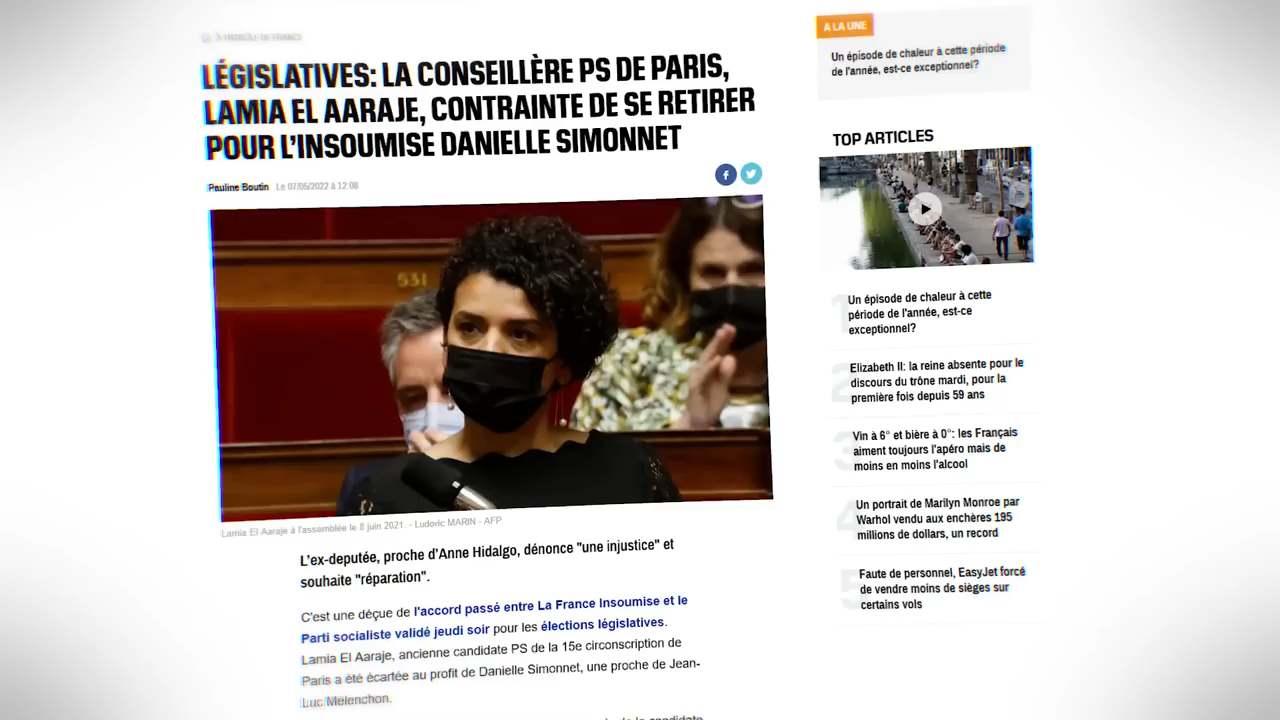 PARIS ÎLE-DE-FRANCE
LÉGISLATIVES: LA CONSEILLÈRE PS DE PARIS,
LAMIA EL AARAJE, CONTRAINTE DE SE RETIRER
POUR L'INSOUMISE DANIELLE SIMONNET
Pauline Boutin Le 07/05/2022 à 12:08
531
Lamia El Aaraje à l'assemblée le 8 juin 2021. - Ludovic MARIN - AFP
L'ex-deputée, proche d'Anne Hidalgo, dénonce "une injustice" et
souhaite "réparation".
C'est une déçue de l'accord passé entre La France Insoumise et le
Parti socialiste validé jeudi soir pour les élections législatives.
Lamia El Aaraje, ancienne candidate PS de la 15e circonscription de
Paris a été écartée au profit de Danielle Simonnet, une proche de Jean-
Luc Mélenchon.
de la candidate
A LA UNE
Un épisode de chaleur à cette période
de l'année, est-ce exceptionnel?
TOP ARTICLES
1
Un épisode de chaleur à cette
période de l'année, est-ce
exceptionnel?
2
Elizabeth II: la reine absente pour le
discours du trône mardi, pour la
première fois depuis 59 ans
3
Vin à 6° et bière à 0°: les Français
aiment toujours l'apéro mais de
moins en moins l'alcool
4
Un portrait de Marilyn Monroe par
Warhol vendu aux enchères 195
millions de dollars, un record
5
Faute de personnel, EasyJet forcé
de vendre moins de sièges sur
certains vols